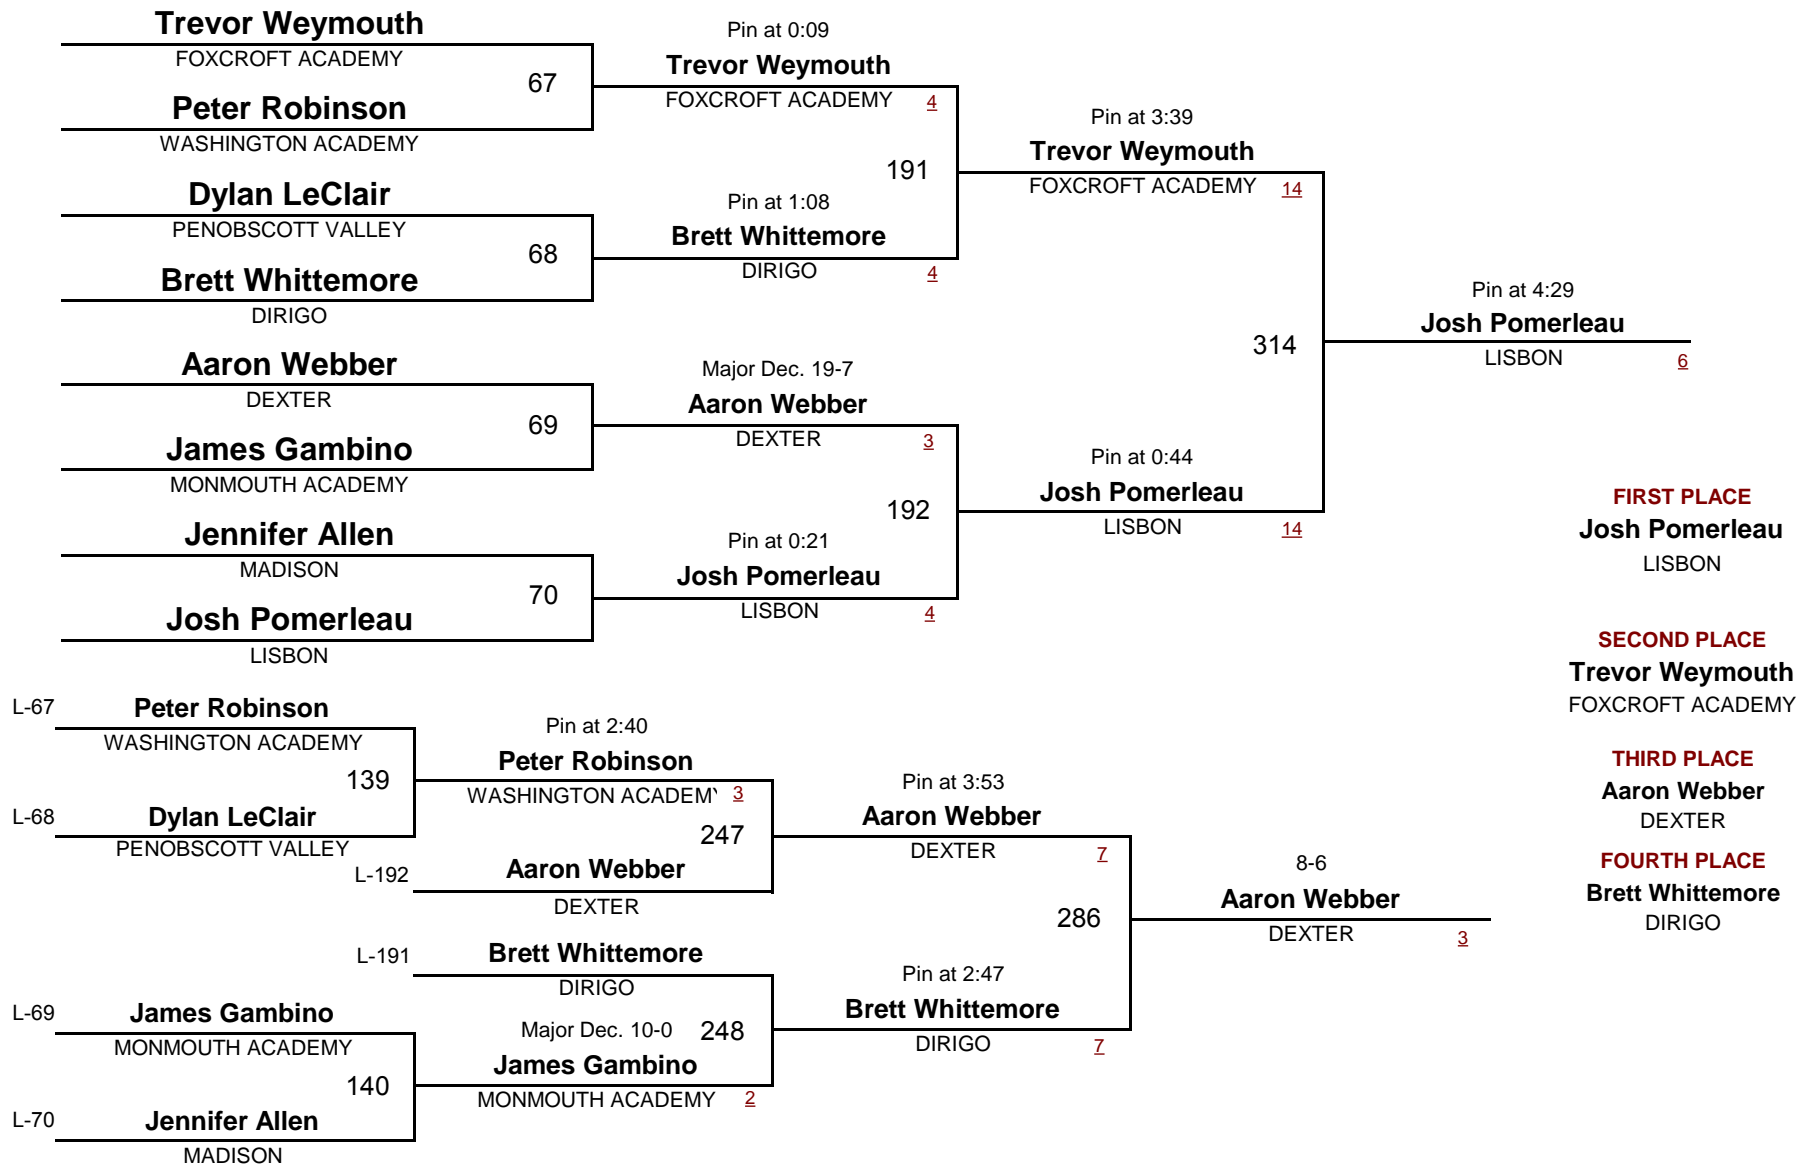 Trevor Weymouth
FOXCROFT ACADEMY
67
Peter Robinson
WASHINGTON ACADEMY
Dylan LeClair
PENOBSCOTT VALLEY
68
Brett Whittemore
DIRIGO
Aaron Webber
DEXTER
69
James Gambino
MONMOUTH ACADEMY
Jennifer Allen
MADISON
70
Josh Pomerleau
LISBON
Pin at 0:09
Trevor Weymouth
FOXCROFT ACADEMY 4
191
Pin at 1:08
Brett Whittemore
DIRIGO 4
Major Dec. 19-7
Aaron Webber
DEXTER 3
192
Pin at 0:21
Josh Pomerleau
LISBON 4
Pin at 3:39
Trevor Weymouth
FOXCROFT ACADEMY 14
314
Pin at 0:44
Josh Pomerleau
LISBON 14
Pin at 4:29
Josh Pomerleau
LISBON 6
FIRST PLACE
Josh Pomerleau
LISBON
SECOND PLACE
Trevor Weymouth
FOXCROFT ACADEMY
THIRD PLACE
Aaron Webber
DEXTER
FOURTH PLACE
Brett Whittemore
DIRIGO
L-67 Peter Robinson
WASHINGTON ACADEMY
139
L-68 Dylan LeClair
PENOBSCOTT VALLEY
L-69 James Gambino
MONMOUTH ACADEMY
140
L-70 Jennifer Allen
MADISON
Pin at 2:40
Peter Robinson
WASHINGTON ACADEMY 3
247
L-192 Aaron Webber
DEXTER
L-191 Brett Whittemore
DIRIGO
Major Dec. 10-0 248
James Gambino
MONMOUTH ACADEMY 2
Pin at 3:53
Aaron Webber
DEXTER 7
286
Pin at 2:47
Brett Whittemore
DIRIGO 7
8-6
Aaron Webber
DEXTER 3